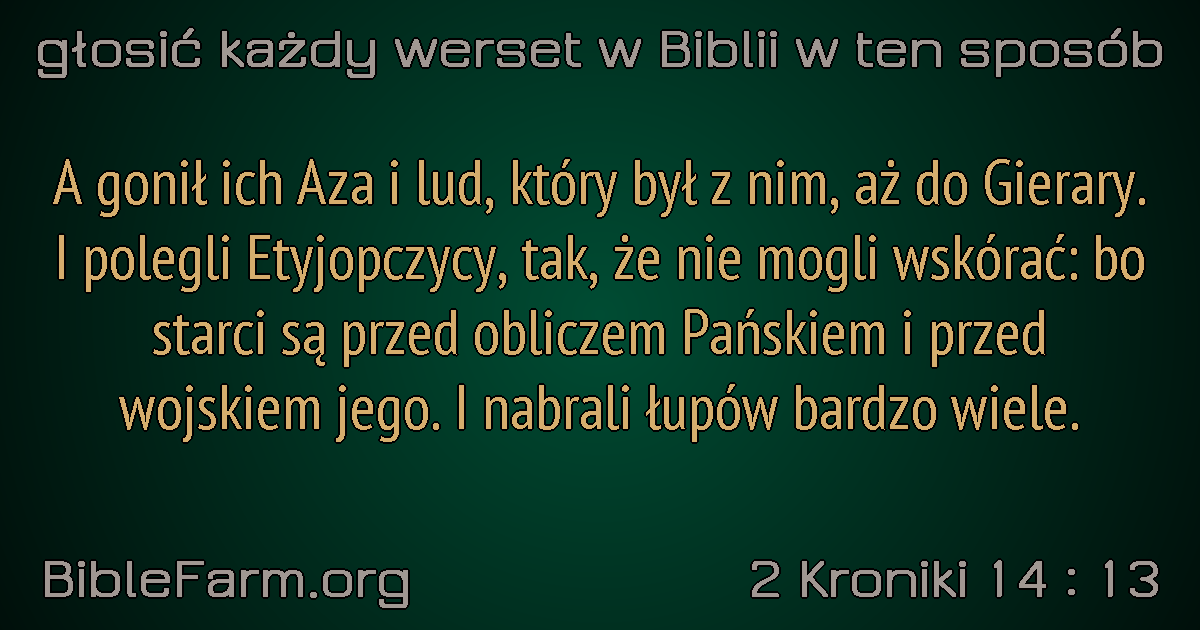 głosić każdy werset w Biblii w ten sposób
A gonił ich Aza i lud, który był z nim, aż do Gierary.
I polegli Etyjopczycy, tak, że nie mogli wskórać: bo
starci są przed obliczem Pańskiem i przed
wojskiem jego. I nabrali łupów bardzo wiele.
BibleFarm.org
2 Kroniki 14 : 13